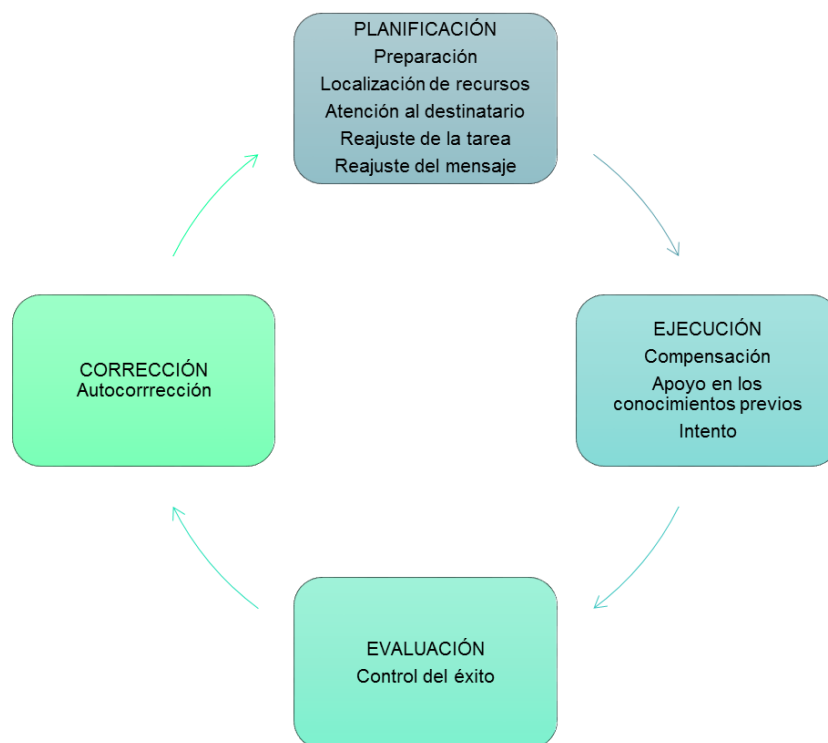 PLANIFICACIÓN
Preparación
Localización de recursos
Atención al destinatario
Reajuste de la tarea
Reajuste del mensaje
EJECUCIÓN
Compensación
Apoyo en los
conocimientos previos
Intento
EVALUACIÓN
Control del éxito
CORRECCIÓN
Autocorrrección